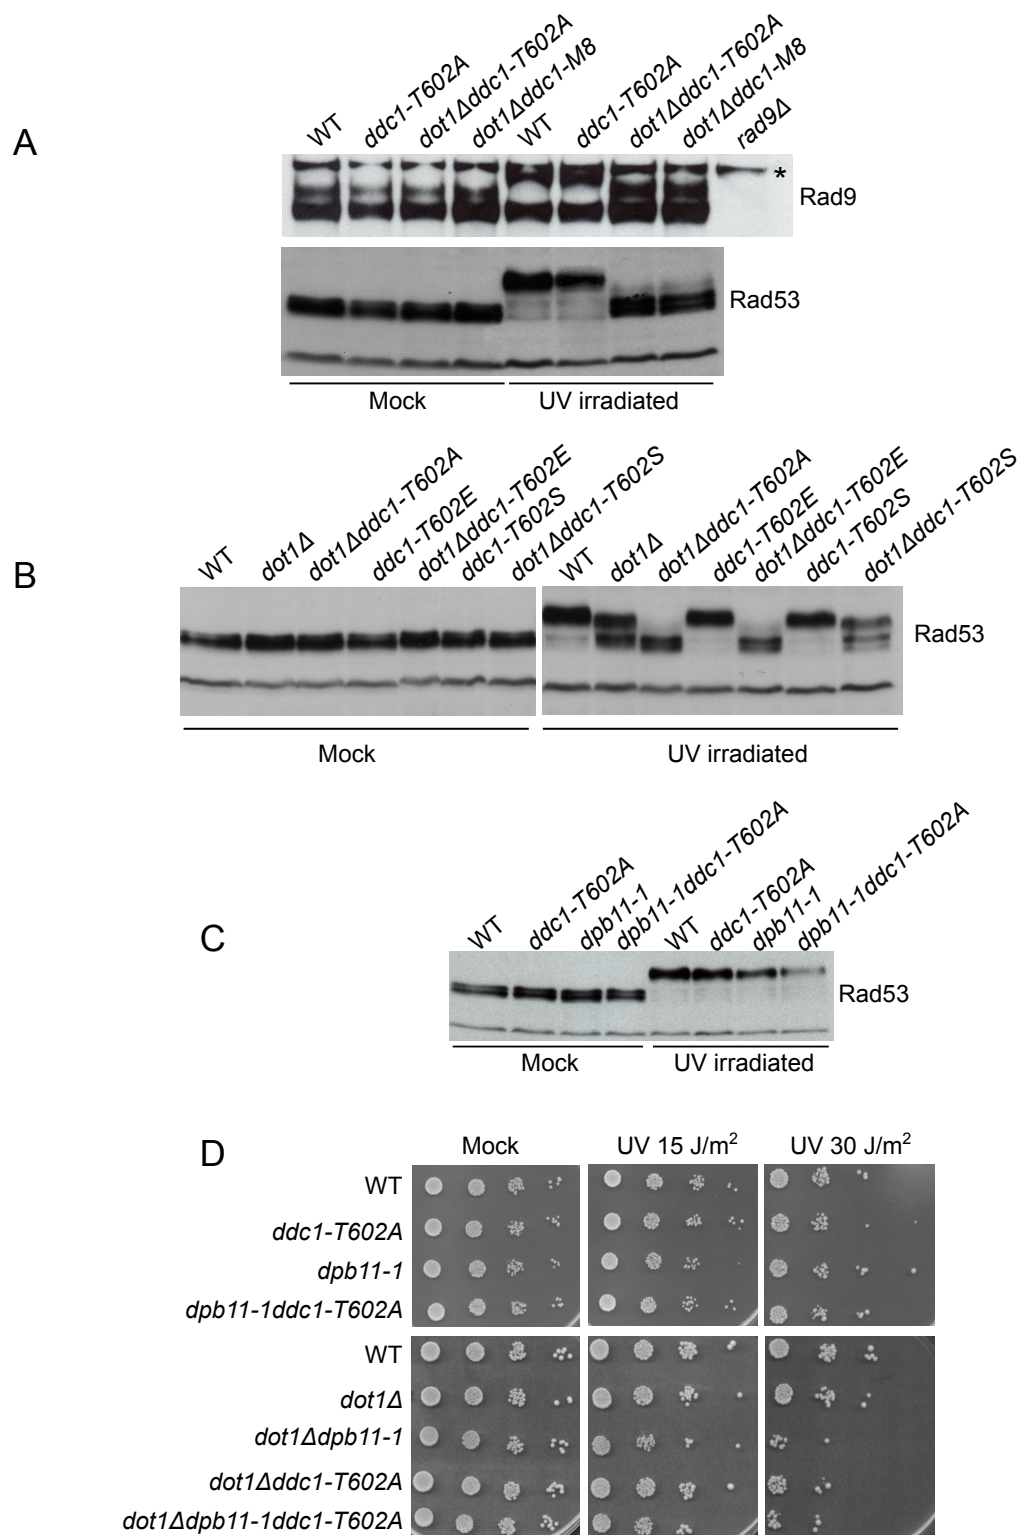 A
WT
ddc1-T602A
dot1Δddc1-T602A
dot1Δddc1-M8
WT
ddc1-T602A
dot1Δddc1-T602A
dot1Δddc1-M8
rad9Δ
*
Rad9
Rad53
Mock
UV irradiated
B
WT
dot1Δ
dot1Δddc1-T602A
ddc1-T602E
dot1Δddc1-T602E
ddc1-T602S
dot1Δddc1-T602S
WT
dot1Δ
dot1Δddc1-T602A
ddc1-T602E
dot1Δddc1-T602E
ddc1-T602S
dot1Δddc1-T602S
Rad53
Mock
UV irradiated
C
WT
ddc1-T602A
dpb11-1
dpb11-1ddc1-T602A
WT
ddc1-T602A
dpb11-1
dpb11-1ddc1-T602A
Rad53
Mock
UV irradiated
D
Mock
UV 15 J/m²
UV 30 J/m²
WT
ddc1-T602A
dpb11-1
dpb11-1ddc1-T602A
WT
dot1Δ
dot1Δdpb11-1
dot1Δddc1-T602A
dot1Δdpb11-1ddc1-T602A